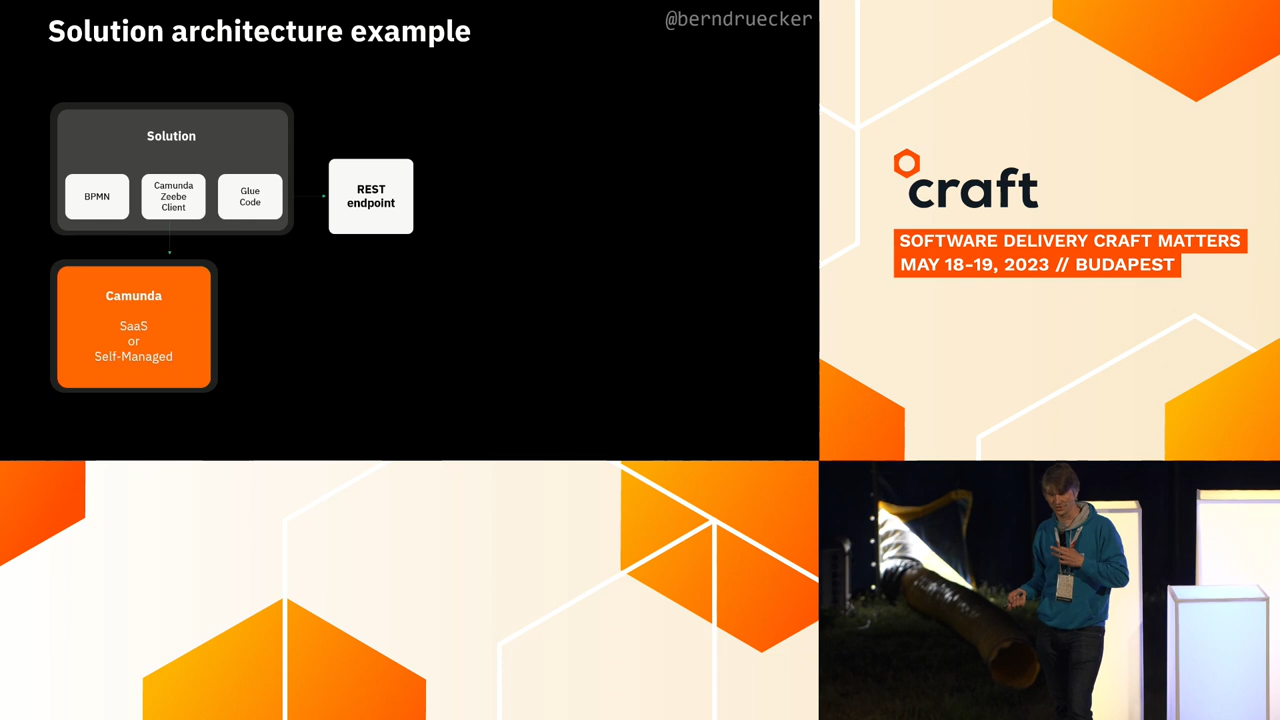 Solution architecture example
@berndruecker
Solution
BPMN
Camunda
Zeebe
Client
Glue
Code
REST
endpoint
Camunda
SaaS
or
Self-Managed
craft
SOFTWARE DELIVERY CRAFT MATTERS
MAY 18-19, 2023 // BUDAPEST